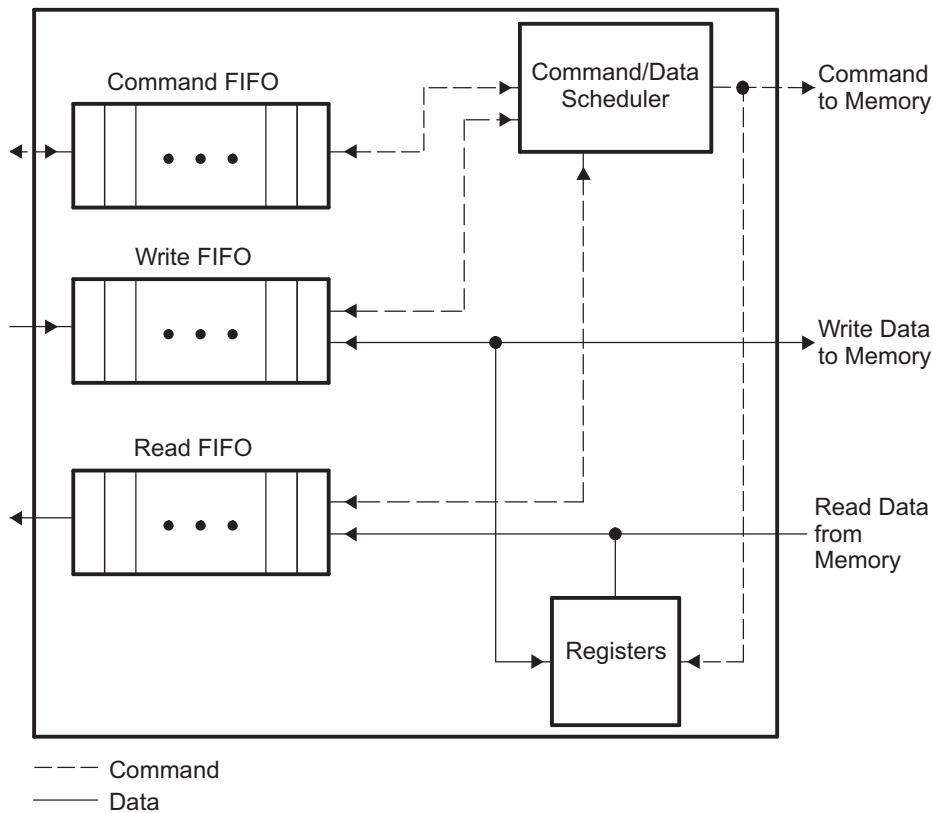 Command FIFO
Command/Data
Scheduler
Command
to Memory
Write FIFO
Write Data
to Memory
Read FIFO
Read Data
from
Memory
Registers
Command
Data